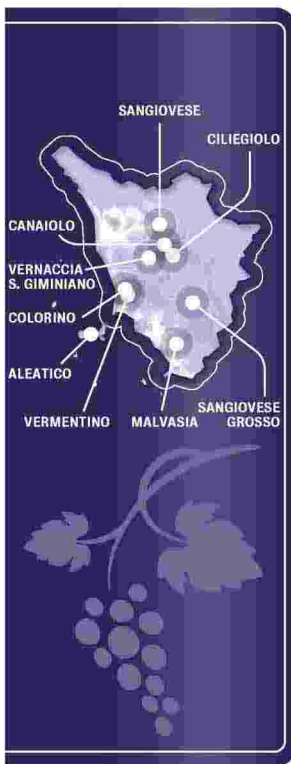 SANGIOVESE
CILIEGIOLO
CANAIOLO
VERNACCIA
S. GIMINIANO
COLORINO
ALEATICO
VERMENTINO
MALVASIA
SANGIOVESE
GROSSO